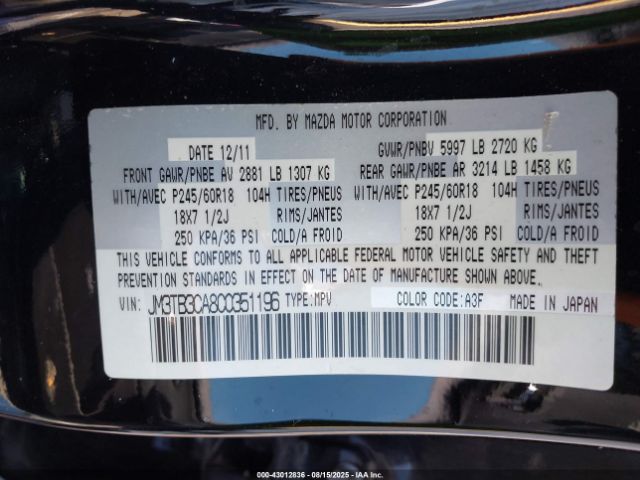 MFD. BY MAZDA MOTOR CORPORATION
DATE 12/11 GVWR/PNBV 5997 LB 2720 KG
FRONT GAWR/PNBE AV 2881 LB 1307 KG REAR GAWR/PNBE AR 3214 LB 1458 KG
WITH/AVEC P245/60R18 104H TIRES/PNEUS WITH/AVEC P245/60R18 104H TIRES/PNEUS
18X7 1/2J RIMS/JANTES 18X7 1/2J RIMS/JANTES
250 KPA/36 PSI COLD/A FROID 250 KPA/36 PSI COLD/A FROID
THIS VEHICLE CONFORMS TO ALL APPLICABLE FEDERAL MOTOR VEHICLE SAFETY AND THEFT
PREVENTION STANDARDS IN EFFECT ON THE DATE OF MANUFACTURE SHOWN ABOVE.
VIN: JM3TB3CA8C0351196 TYPE:MPV COLOR CODE:A3F MADE IN JAPAN
000-43012836 - 08/15/2025 - IAAI.COM